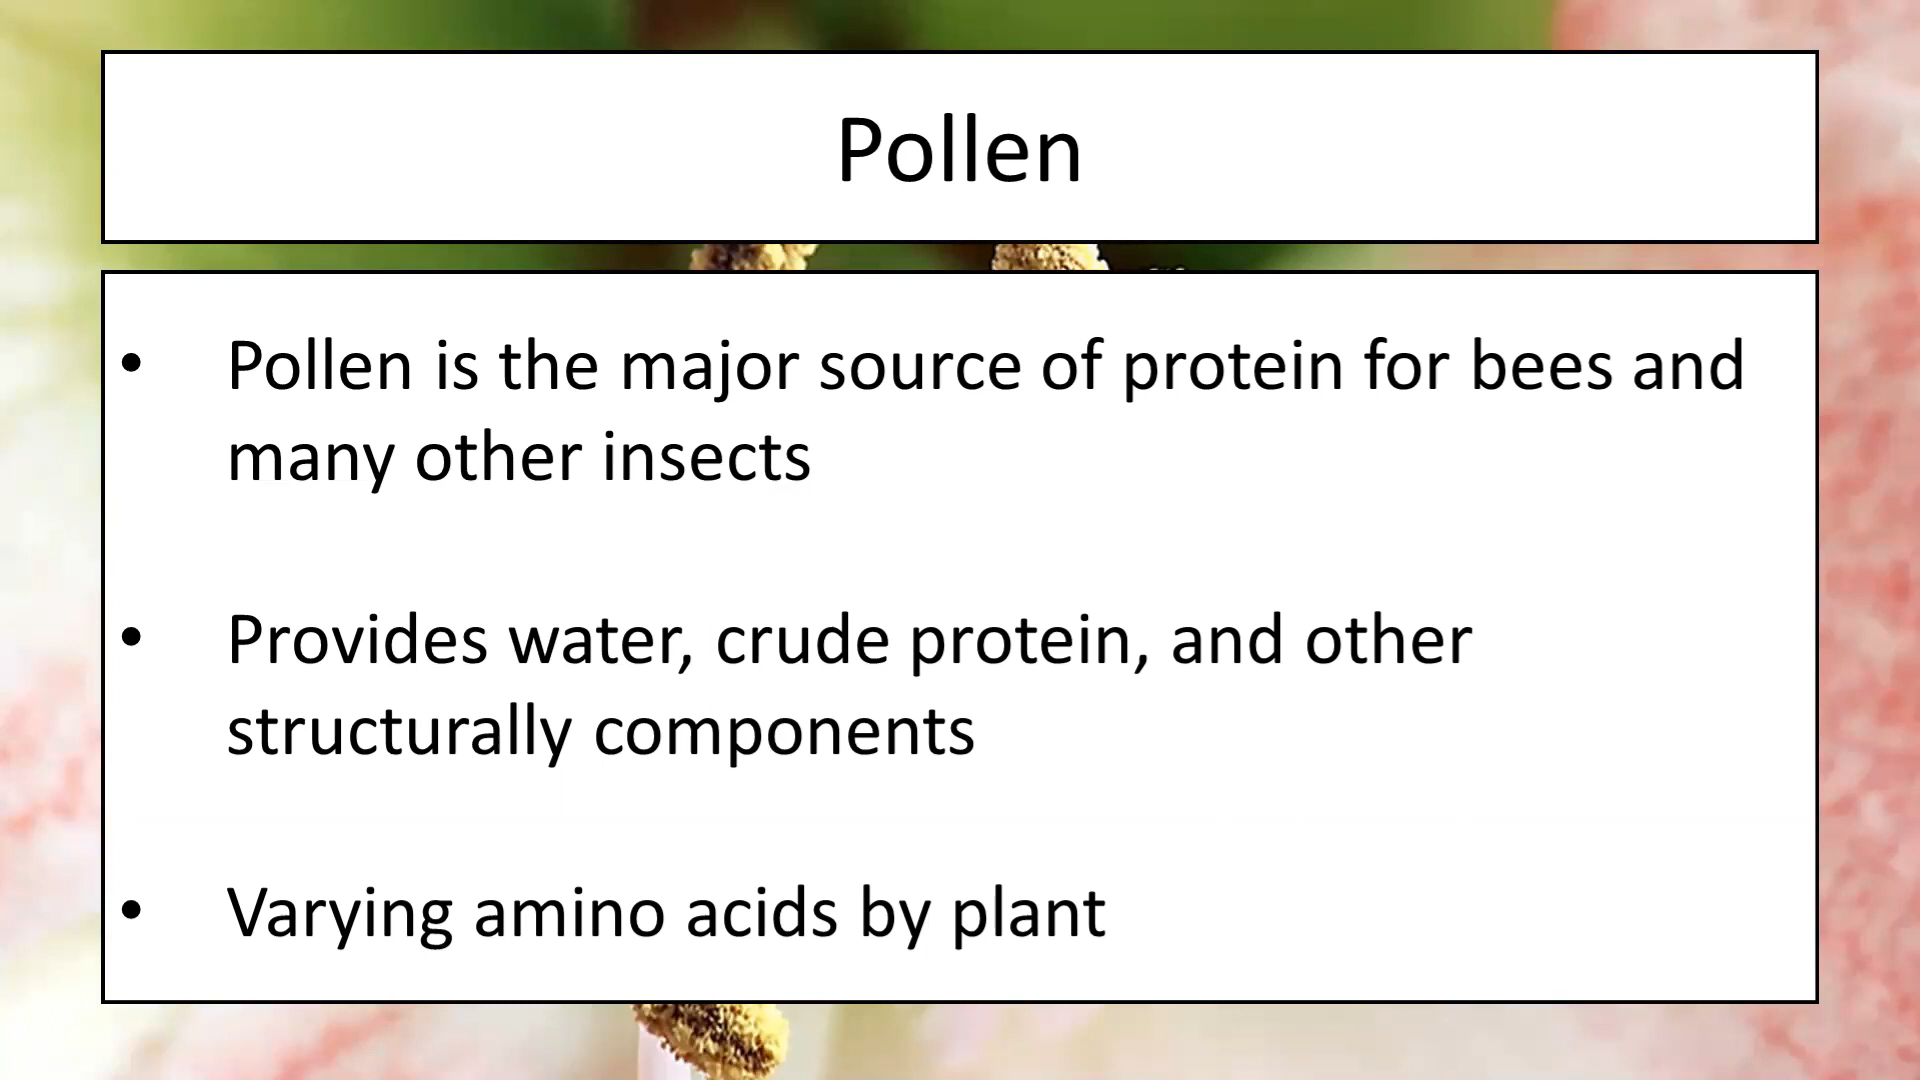 Pollen
• Pollen is the major source of protein for bees and
many other insects
• Provides water, crude protein, and other
structurally components
• Varying amino acids by plant